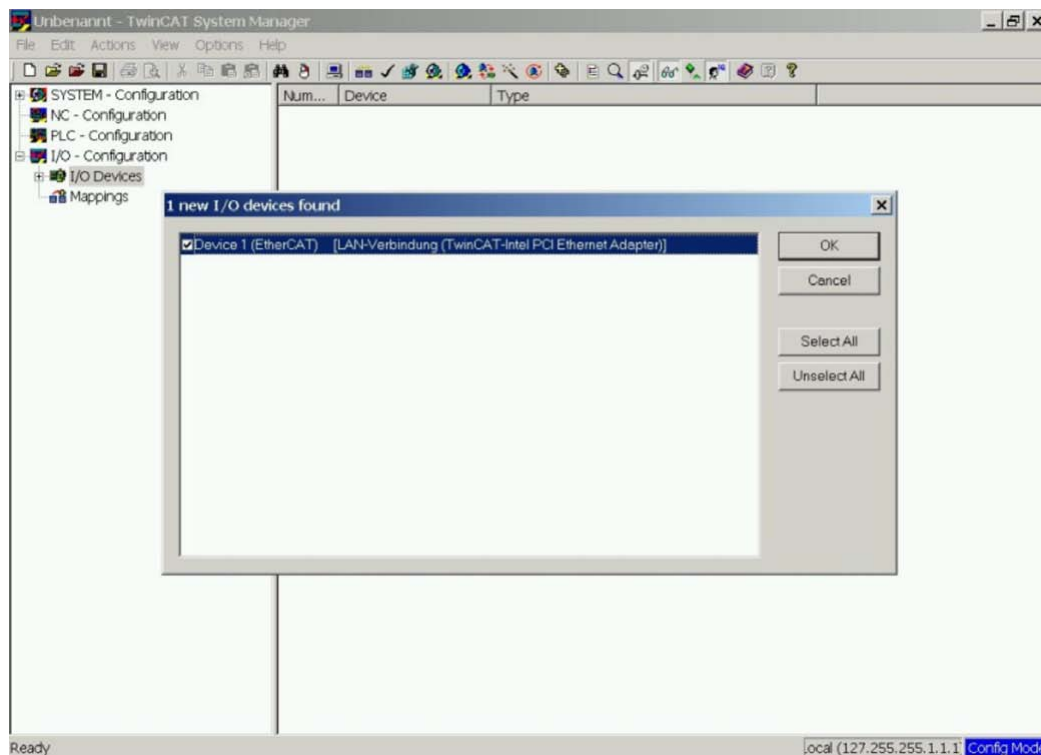 Unbenannt - TwinCAT System Manager
File Edit Actions View Options Help
SYSTEM - Configuration
NC - Configuration
PLC - Configuration
I/O - Configuration
I/O Devices
Mappings
Num... Device Type
1 new I/O devices found
Device 1 (EtherCAT) [LAN-Verbindung (TwinCAT-Intel PCI Ethernet Adapter)]
OK
Cancel
Select All
Unselect All
Ready
ocal (127.255.255.1.1.1 Config Mode